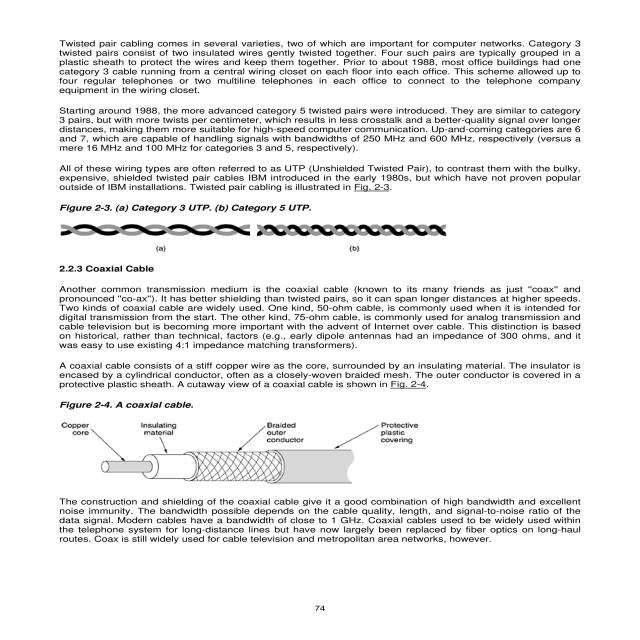 Twisted pair cabling comes in several varieties, two of which are important for computer networks. Category 3
twisted pairs consist of two insulated wires gently twisted together. Four such pairs are typically grouped in a
plastic sheath to protect the wires and keep them together. Prior to about 1988, most office buildings had one
category 3 cable running from a central wiring closet on each floor into each office. This scheme allowed up to
four regular telephones or two multiline telephones in each office to connect to the telephone company
equipment in the wiring closet.
Starting around 1988, the more advanced category 5 twisted pairs were introduced. They are similar to category
3 pairs, but with more twists per centimeter, which results in less crosstalk and a better-quality signal over longer
distances, making them more suitable for high-speed computer communication. Up-and-coming categories are 6
and 7, which are capable of handling signals with bandwidths of 250 MHz and 600 MHz, respectively (versus a
mere 16 MHz and 100 MHz for categories 3 and 5, respectively).
All of these wiring types are often referred to as UTP (Unshielded Twisted Pair), to contrast them with the bulky,
expensive, shielded twisted pair cables IBM introduced in the early 1980s, but which have not proven popular
outside of IBM installations. Twisted pair cabling is illustrated in Fig. 2-3.
Figure 2-3. (a) Category 3 UTP. (b) Category 5 UTP.
(a) (b)
2.2.3 Coaxial Cable
Another common transmission medium is the coaxial cable (known to its many friends as just "coax" and
pronounced "co-ax"). It has better shielding than twisted pairs, so it can span longer distances at higher speeds.
Two kinds of coaxial cable are widely used. One kind, 50-ohm cable, is commonly used when it is intended for
digital transmission from the start. The other kind, 75-ohm cable, is commonly used for analog transmission and
cable television but is becoming more important with the advent of Internet over cable. This distinction is based
on historical, rather than technical, factors (e.g., early dipole antennas had an impedance of 300 ohms, and it
was easy to use existing 4:1 impedance matching transformers).
A coaxial cable consists of a stiff copper wire as the core, surrounded by an insulating material. The insulator is
encased by a cylindrical conductor, often as a closely-woven braided mesh. The outer conductor is covered in a
protective plastic sheath. A cutaway view of a coaxial cable is shown in Fig. 2-4.
Figure 2-4. A coaxial cable.
Copper
core
Insulating
material
Braided
outer
conductor
Protective
plastic
covering
The construction and shielding of the coaxial cable give it a good combination of high bandwidth and excellent
noise immunity. The bandwidth possible depends on the cable quality, length, and signal-to-noise ratio of the
data signal. Modern cables have a bandwidth of close to 1 GHz. Coaxial cables used to be widely used within
the telephone system for long-distance lines but have now largely been replaced by fiber optics on long-haul
routes. Coax is still widely used for cable television and metropolitan area networks, however.
74